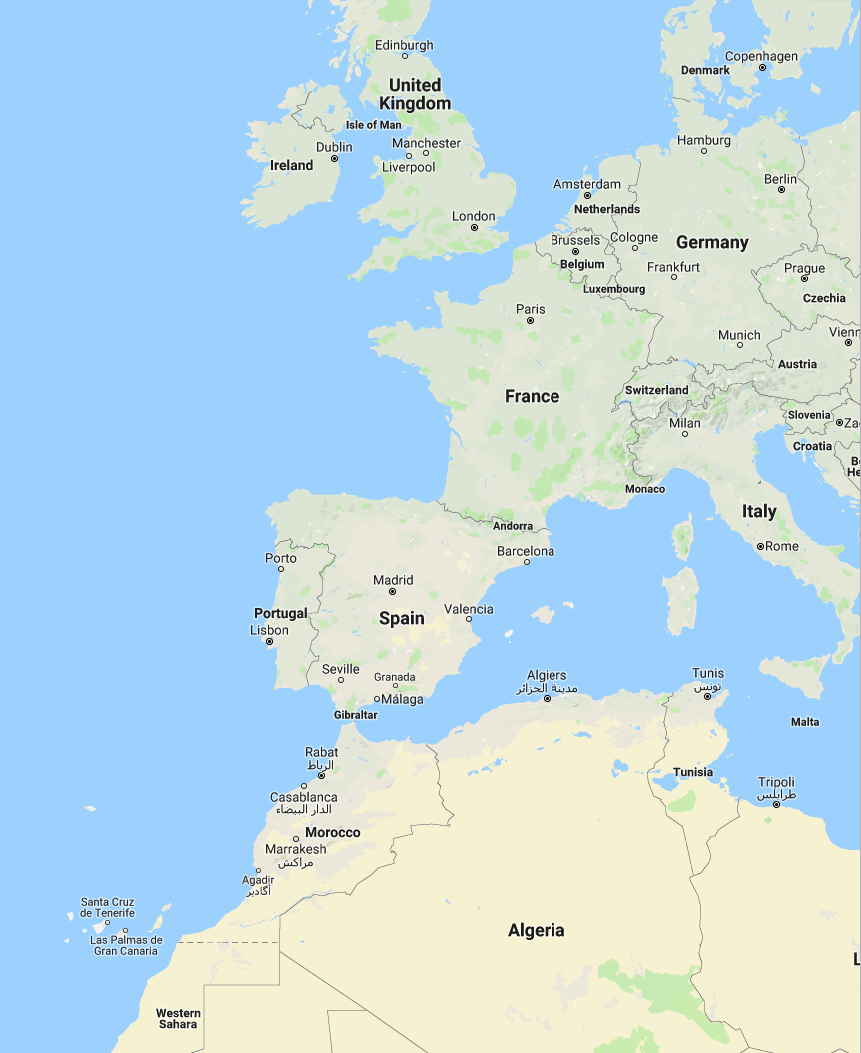 Edinburgh
Copenhagen
Denmark
United
Kingdom
Isle of Man
Hamburg
Dublin
Manchester
Ireland
Liverpool
Berlin
Amsterdam
Netherlands
London
Brussels
Cologne
Germany
Belgium
Frankfurt
Prague
Luxembourg
Czechia
Paris
Munich
Vienn
Austria
France
Switzerland
Slovenia
Milan
Za
Croatia
Bo
He
Monaco
Italy
Andorra
Rome
Barcelona
Porto
Madrid
Portugal
Spain
Valencia
Lisbon
Seville
Granada
Málaga
Algiers
مدينة الجزائر
Tunis
تونس
Gibraltar
Malta
Rabat
الرباط
Tunisia
Tripoli
طرابلس
Casablanca
الدار البيضاء
Morocco
Marrakesh
مراكش
Agadir
أكادير
Santa Cruz
de Tenerife
Las Palmas de
Gran Canaria
Algeria
L
Western
Sahara